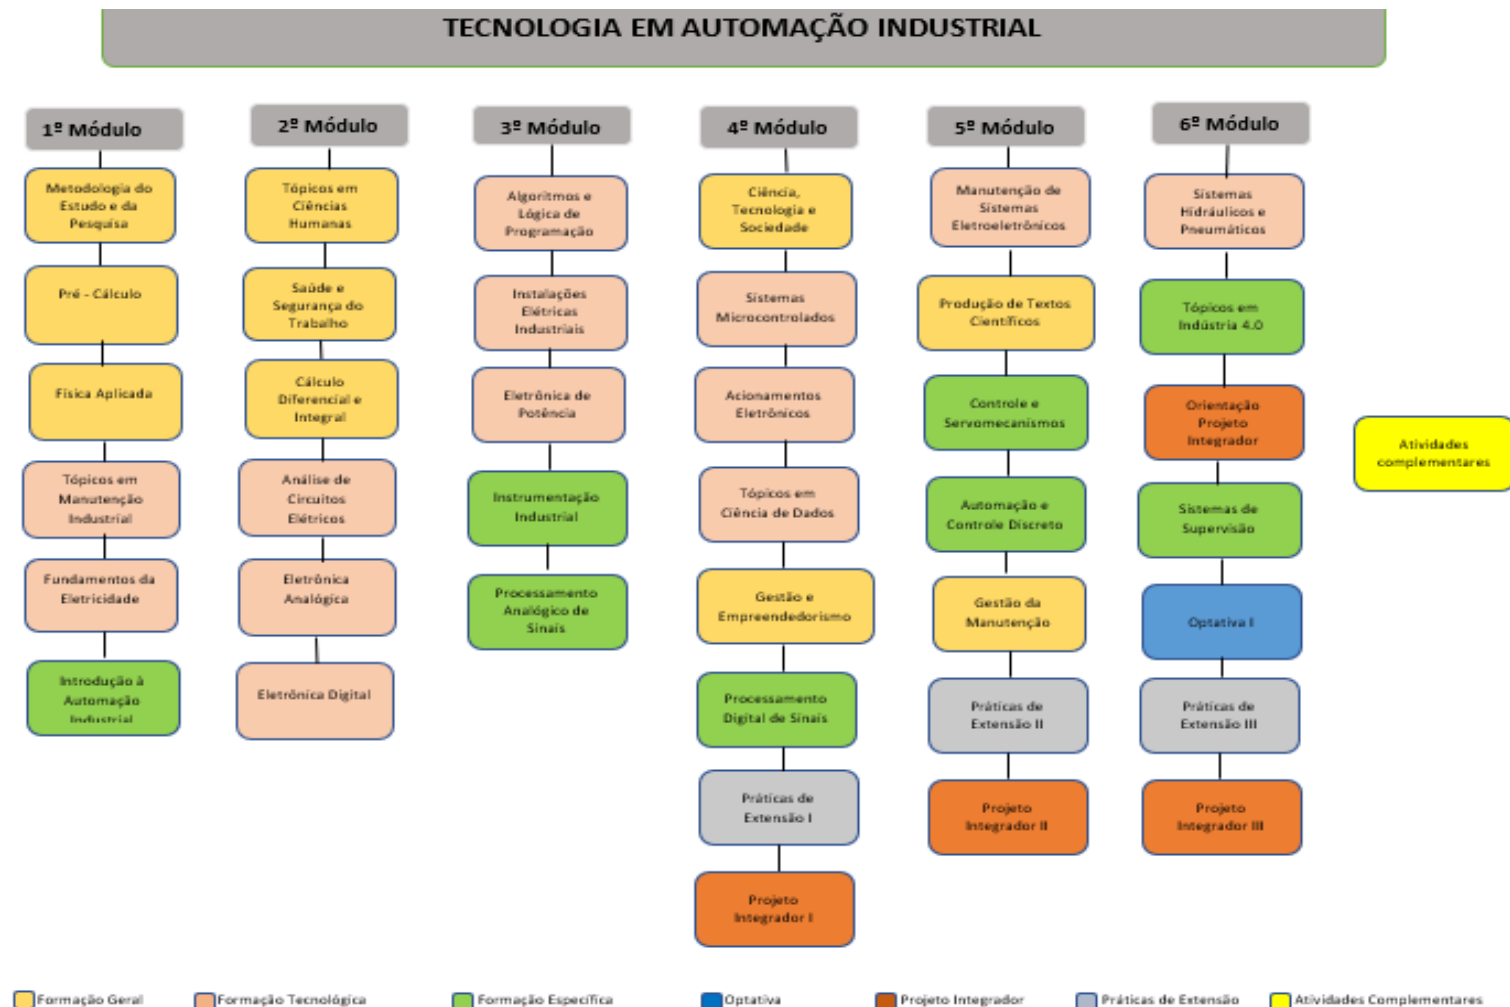 TECNOLOGIA EM AUTOMAÇÃO INDUSTRIAL
1º Módulo
Metodologia do
Estudo e da
Pesquisa
Pré - Cálculo
Física Aplicada
Tópicos em
Manutenção
Industrial
Fundamentos da
Eletricidade
Introdução à
Automação
Industrial
2º Módulo
Tópicos em
Ciências
Humanas
Saúde e
Segurança do
Trabalho
Cálculo
Diferencial e
Integral
Análise de
Circuitos
Elétricos
Eletrônica
Analógica
Eletrônica Digital
3º Módulo
Algoritmos e
Lógica de
Programação
Instalações
Elétricas
Industriais
Eletrônica de
Potência
Instrumentação
Industrial
Processamento
Analógico de
Sinais
4º Módulo
Ciência,
Tecnologia e
Sociedade
Sistemas
Microcontrolados
Acionamentos
Eletrônicos
Tópicos em
Ciência de Dados
Gestão e
Empreendedorismo
Processamento
Digital de Sinais
Práticas de
Extensão I
Projeto
Integrador I
5º Módulo
Manutenção de
Sistemas
Eletroeletrônicos
Produção de Textos
Científicos
Controle e
Servomecanismos
Automação e
Controle Discreto
Gestão da
Manutenção
Práticas de
Extensão II
Projeto
Integrador II
6º Módulo
Sistemas
Hidráulicos e
Pneumáticos
Tópicos em
Indústria 4.0
Orientação
Projeto
Integrador
Sistemas de
Supervisão
Optativa I
Práticas de
Extensão III
Projeto
Integrador III
Atividades
complementares
Formação Geral
Formação Tecnológica
Formação Específica
Optativa
Projeto Integrador
Práticas de Extensão
Atividades Complementares